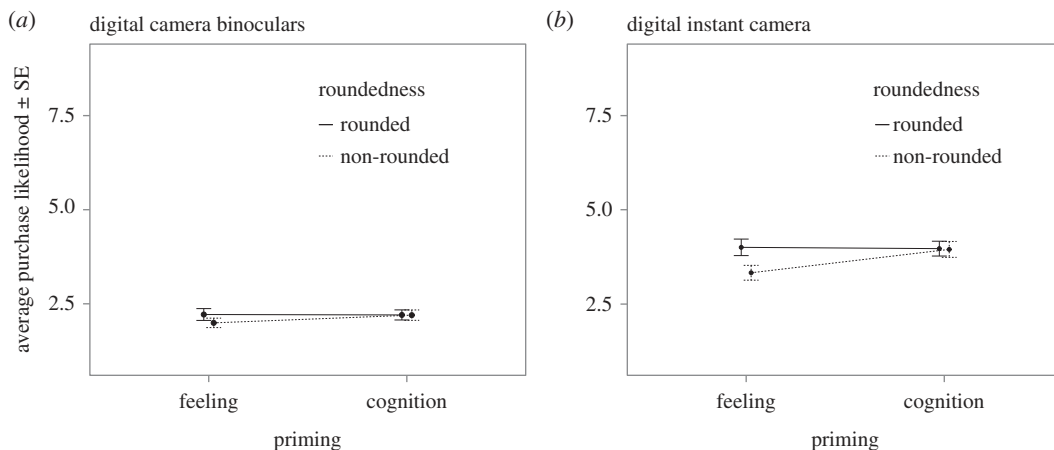 (a) digital camera binoculars
average purchase likelihood ± SE
7.5
5.0
2.5
roundedness
rounded
non-rounded
feeling cognition
priming
(b) digital instant camera
7.5
5.0
2.5
roundedness
rounded
non-rounded
feeling cognition
priming